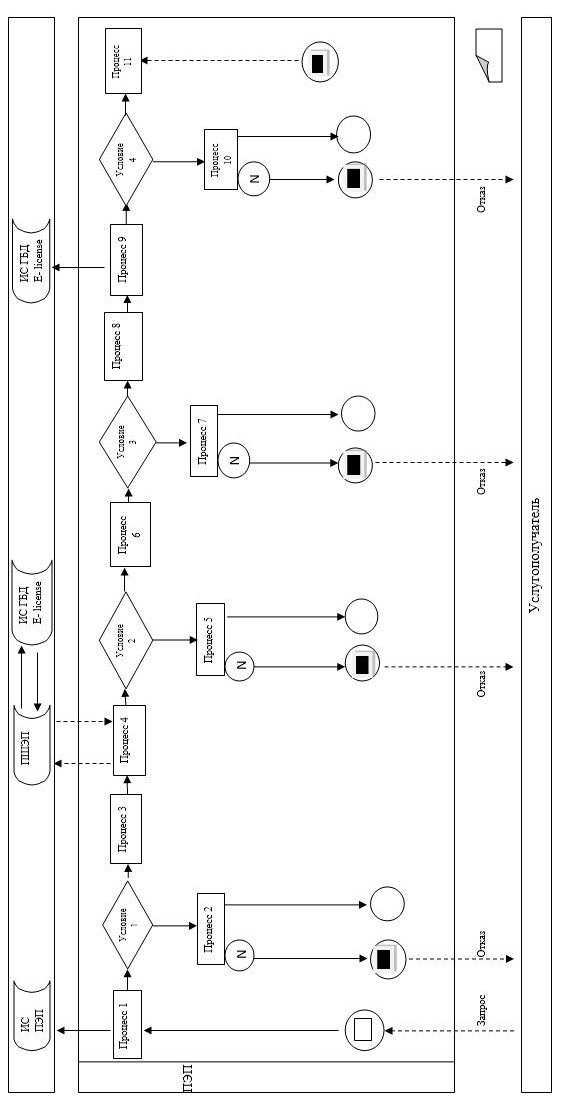 ИС
ПЭП
ППЭП
ИС ГБД
E- license
ИС ГБД
E- license
ПЭП
Процесс 1
Условие
1
Процесс 3
Процесс 4
Условие
2
Процесс
6
Условие
3
Процесс 8
Процесс 9
Условие
4
Процесс
11
Процесс 2
N
Процесс 5
N
Процесс 7
N
Процесс
10
N
Запрос
Отказ
Отказ
Отказ
Отказ
Услугополучатель